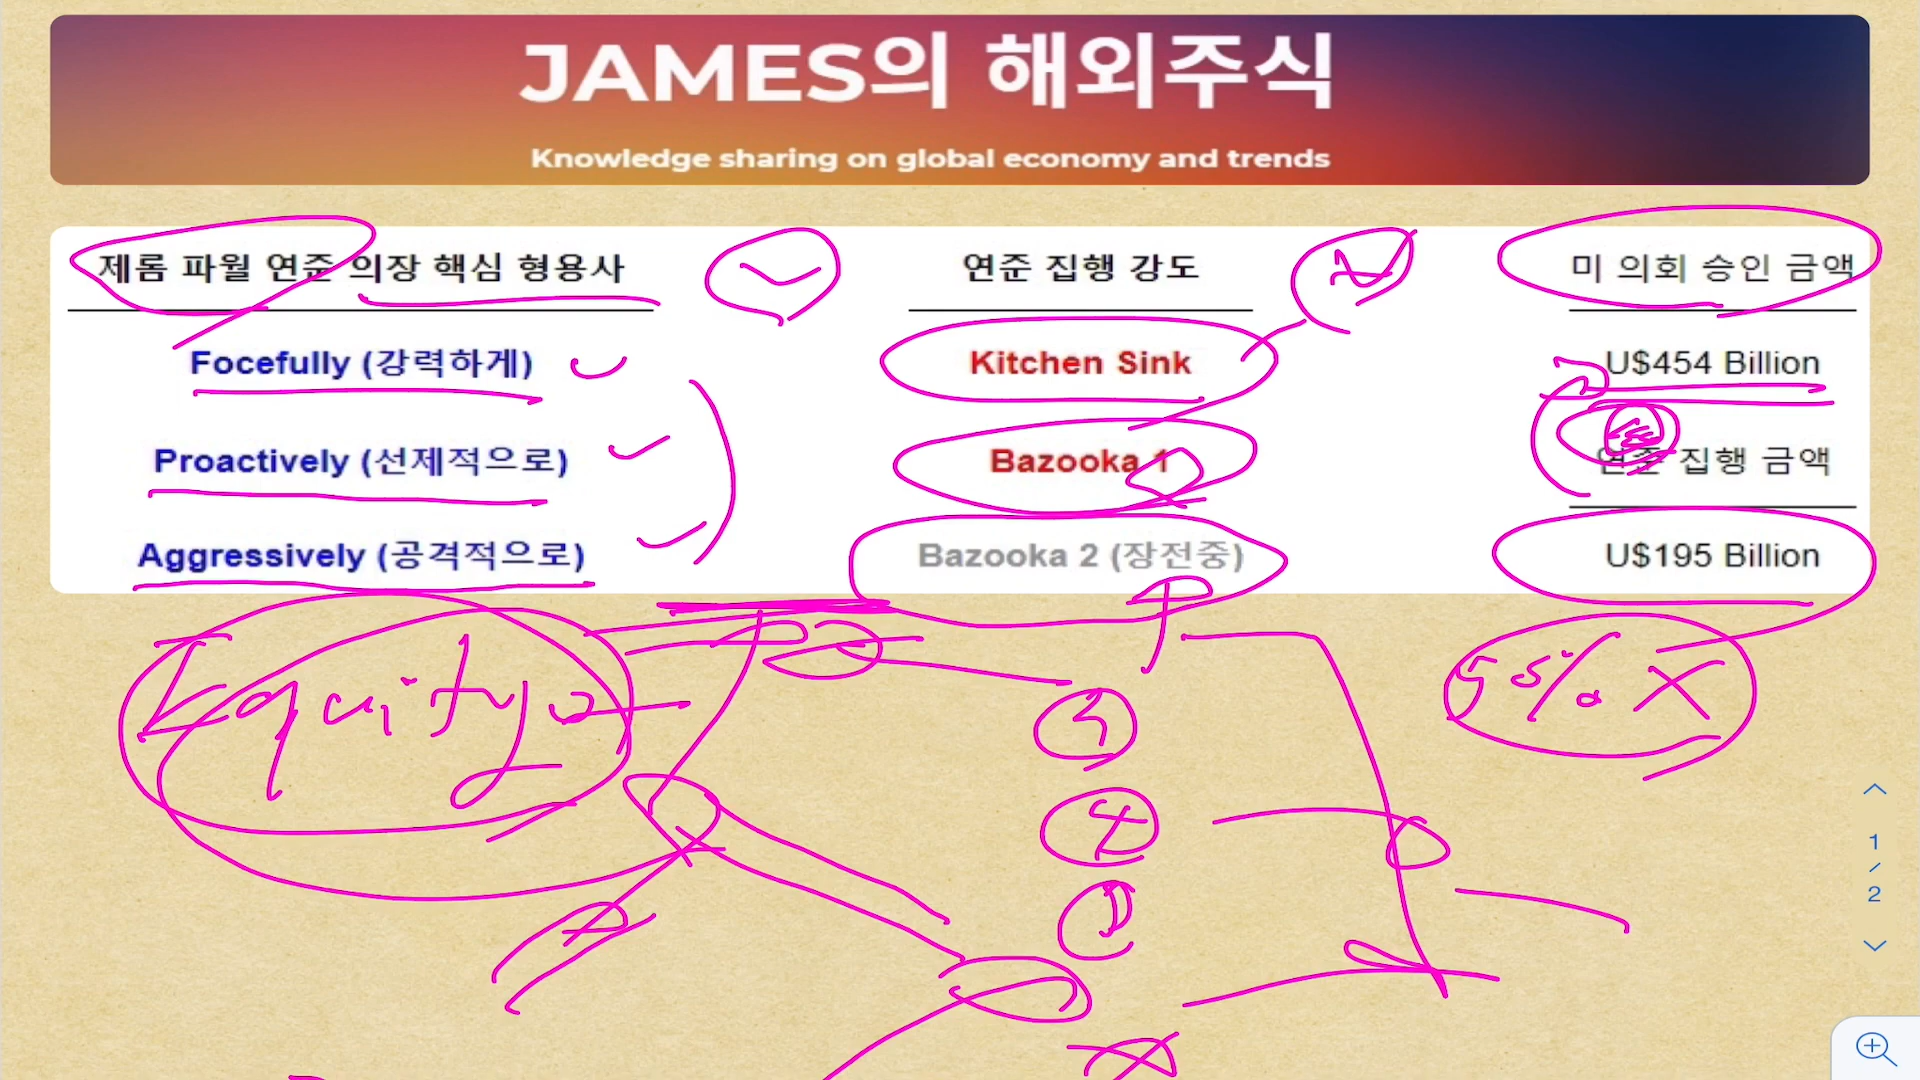 JAMES의 해외주식
Knowledge sharing on global economy and trends
제롬 파월 연준 의장 핵심 형용사
연준 집행 강도
미 의회 승인 금액
Focefully (강력하게)
Kitchen Sink
U$454 Billion
Proactively (선제적으로)
Bazooka 1
연준 집행 금액
Aggressively (공격적으로)
Bazooka 2 (장전중)
U$195 Billion
Equity
1
/
2